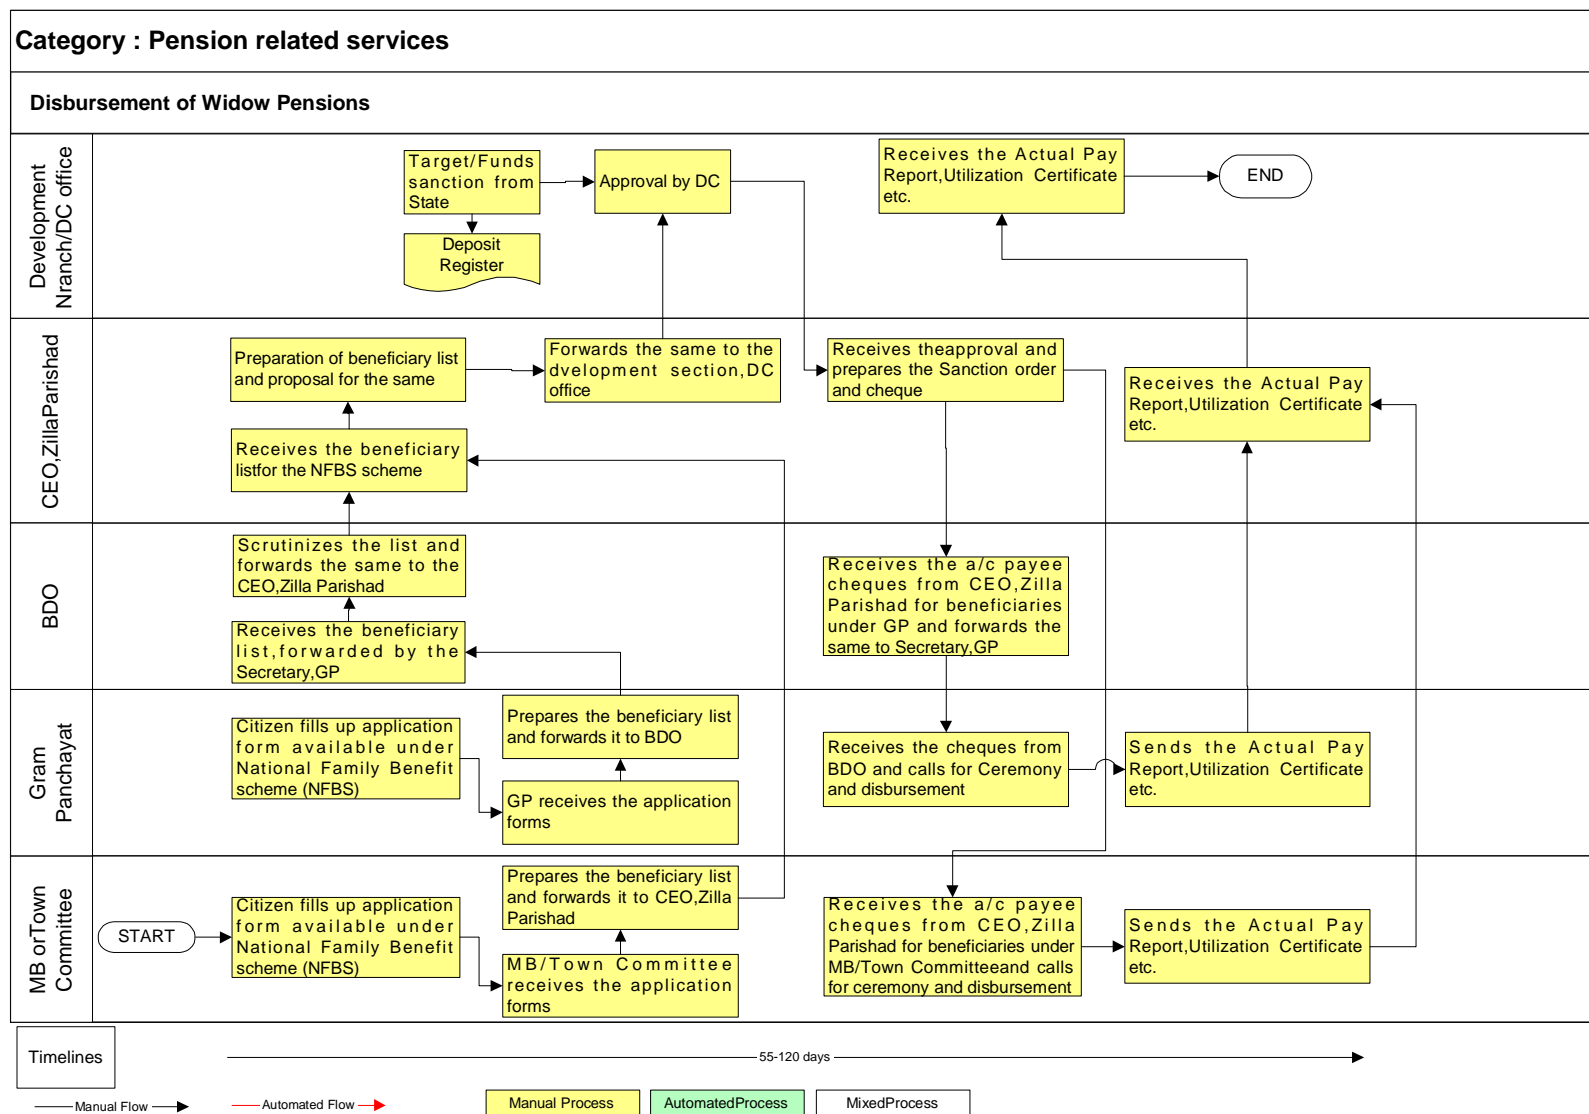 Category : Pension related services
Disbursement of Widow Pensions
Development
Nranch/DC office
Target/Funds
sanction from
State
Approval by DC
Receives the Actual Pay
Report,Utilization Certificate
etc.
END
Deposit
Register
CEO,ZillaParishad
Preparation of beneficiary list
and proposal for the same
Forwards the same to the
dvelopment section,DC
office
Receives theapproval and
prepares the Sanction order
and cheque
Receives the Actual Pay
Report,Utilization Certificate
etc.
Receives the beneficiary
listfor the NFBS scheme
BDO
Scrutinizes the list and
forwards the same to the
CEO,Zilla Parishad
Receives the a/c payee
cheques from CEO,Zilla
Parishad for beneficiaries
under GP and forwards the
same to Secretary,GP
Receives the beneficiary
list,forwarded by the
Secretary,GP
Gram
Panchayat
Citizen fills up application
form available under
National Family Benefit
scheme (NFBS)
Prepares the beneficiary list
and forwards it to BDO
GP receives the application
forms
Receives the cheques from
BDO and calls for Ceremony
and disbursement
Sends the Actual Pay
Report,Utilization Certificate
etc.
MB orTown
Committee
START
Citizen fills up application
form available under
National Family Benefit
scheme (NFBS)
Prepares the beneficiary list
and forwards it to CEO,Zilla
Parishad
MB/Town Committee
receives the application
forms
Receives the a/c payee
cheques from CEO,Zilla
Parishad for beneficiaries under
MB/Town Committeeand calls
for ceremony and disbursement
Sends the Actual Pay
Report,Utilization Certificate
etc.
Timelines
55-120 days
Manual Flow
Automated Flow
Manual Process
AutomatedProcess
MixedProcess